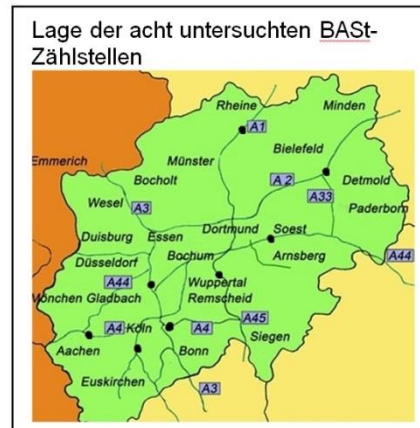 Lage der acht untersuchten BASt-
Zählstellen
Rheine
Minden
A1
Bielefeld
Emmerich
Münster
Bocholt
A 2
Detmold
Wesel
A3
A33
Paderborn
Duisburg
Essen
Dortmund
Soest
Düsseldorf
Bochum
Arnsberg
A44
A44
Wuppertal
Mönchen Gladbach
Remscheid
A4
Köln
A4
A45
Aachen
Bonn
Siegen
Euskirchen
A3